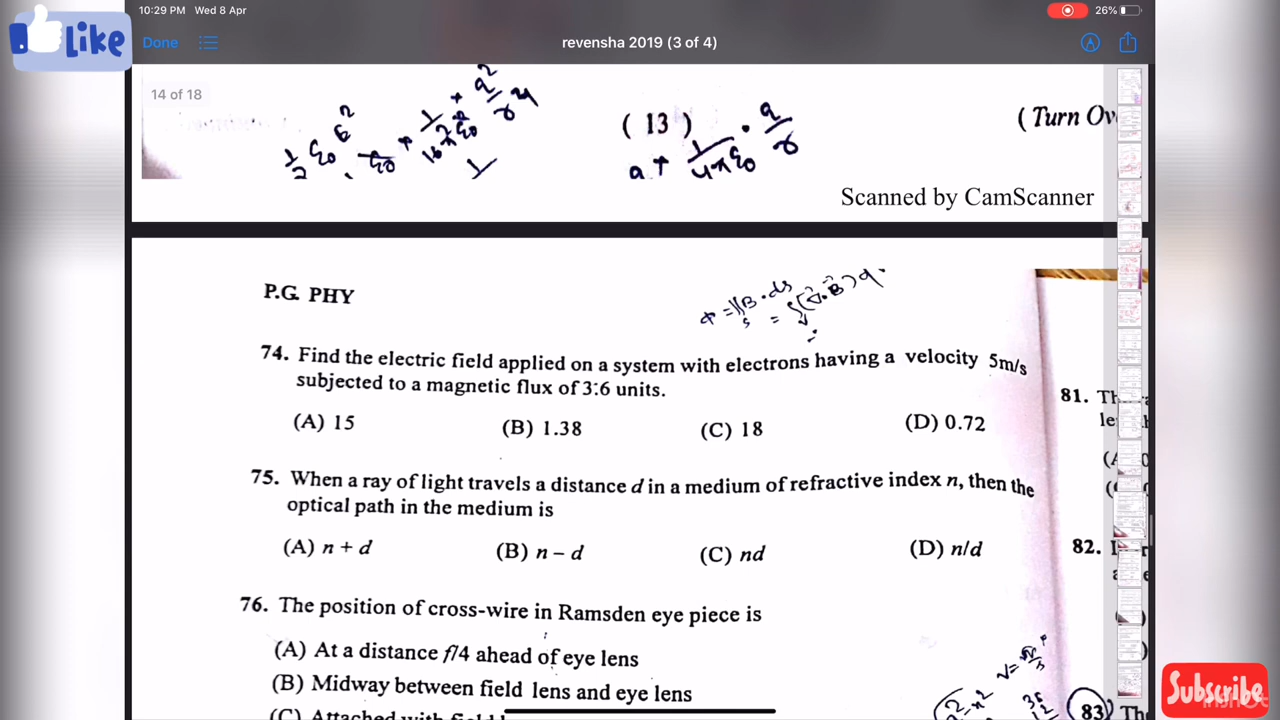 10:29 PM Wed 8 Apr
26%
Like
Done
revensha 2019 (3 of 4)
14 of 18
( 13 )
(Turn Ov
Scanned by CamScanner
P.G. PHY
74. Find the electric field applied on a system with electrons having a velocity 5m/s
subjected to a magnetic flux of 3.6 units.
(A) 15 (B) 1.38 (C) 18 (D) 0.72
75. When a ray of light travels a distance d in a medium of refractive index n, then the
optical path in the medium is
(A) n + d (B) n – d (C) nd (D) n/d
76. The position of cross-wire in Ramsden eye piece is
(A) At a distance f/4 ahead of eye lens
(B) Midway between field lens and eye lens
81. Th
le
82.
83) Th
Subscribe